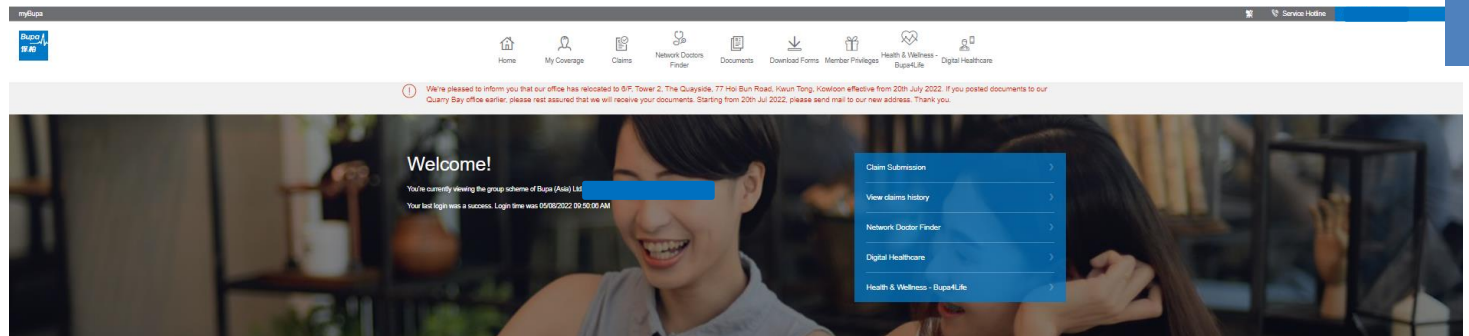 myBupa
繁
Service Hotline
Bupa
保柏
Home
My Coverage
Claims
Network Doctors
Finder
Documents
Download Forms
Member Privileges
Health & Wellness -
Bupa4Life
Digital Healthcare
We're pleased to inform you that our office has relocated to 6/F, Tower 2, The Quayside, 77 Hoi Bun Road, Kwun Tong, Kowloon effective from 20th July 2022. If you posted documents to our
Quarry Bay office earlier, please rest assured that we will receive your documents. Starting from 20th Jul 2022, please send mail to our new address. Thank you.
Welcome!
You're currently viewing the group scheme of Bupa (Asia) Ltd
Your last login was a success. Login time was 05/08/2022 09:50:06 AM
Claim Submission
View claims history
Network Doctor Finder
Digital Healthcare
Health & Wellness - Bupa4Life